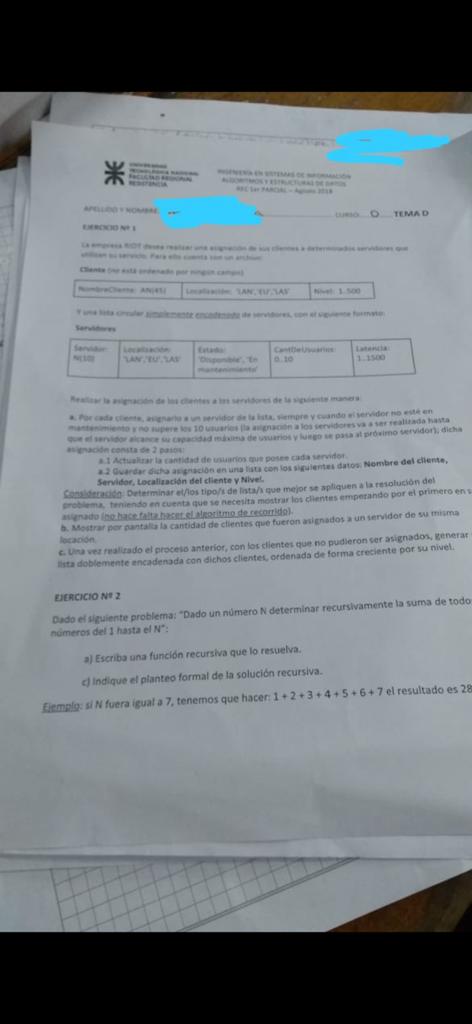 UNIVERSIDAD
TECNOLÓGICA NACIONAL
FACULTAD REGIONAL
RESISTENCIA
INGENIERÍA EN SISTEMAS DE INFORMACIÓN
ALGORITMOS Y ESTRUCTURAS DE DATOS
REC 1er PARCIAL – Agosto 2018
APELLIDO Y NOMBRE:
CURSO: D TEMA D
EJERCICIO Nº 1
La empresa RIOT desea realizar una asignación de sus clientes a determinados servidores que
utilizan su servicio. Para ello cuenta con un archivo:
Cliente (no está ordenado por ningún campo)
NombreCliente: AN(45) Localización: 'LAN','EU','LAS' Nivel: 1..500
Y una lista circular simplemente encadenada de servidores, con el siguiente formato:
Servidores
Servidor: Localización: Estado: CantDeUsuarios: Latencia:
N(10) 'LAN','EU','LAS' 'Disponible', 'En 0..10 1..1500
mantenimiento'
Realizar la asignación de los clientes a los servidores de la siguiente manera:
a. Por cada cliente, asignarlo a un servidor de la lista, siempre y cuando el servidor no esté en
mantenimiento y no supere los 10 usuarios (la asignación a los servidores va a ser realizada hasta
que el servidor alcance su capacidad máxima de usuarios y luego se pasa al próximo servidor); dicha
asignación consta de 2 pasos:
a.1 Actualizar la cantidad de usuarios que posee cada servidor.
a.2 Guardar dicha asignación en una lista con los siguientes datos: Nombre del cliente,
Servidor, Localización del cliente y Nivel.
Consideración: Determinar el/los tipo/s de lista/s que mejor se apliquen a la resolución del
problema, teniendo en cuenta que se necesita mostrar los clientes empezando por el primero en s
asignado (no hace falta hacer el algoritmo de recorrido).
b. Mostrar por pantalla la cantidad de clientes que fueron asignados a un servidor de su misma
locación.
c. Una vez realizado el proceso anterior, con los clientes que no pudieron ser asignados, generar
lista doblemente encadenada con dichos clientes, ordenada de forma creciente por su nivel.
EJERCICIO Nº 2
Dado el siguiente problema: "Dado un número N determinar recursivamente la suma de todo
números del 1 hasta el N":
a) Escriba una función recursiva que lo resuelva.
c) Indique el planteo formal de la solución recursiva.
Ejemplo: si N fuera igual a 7, tenemos que hacer: 1 + 2 + 3 + 4 + 5 + 6 + 7 el resultado es 28